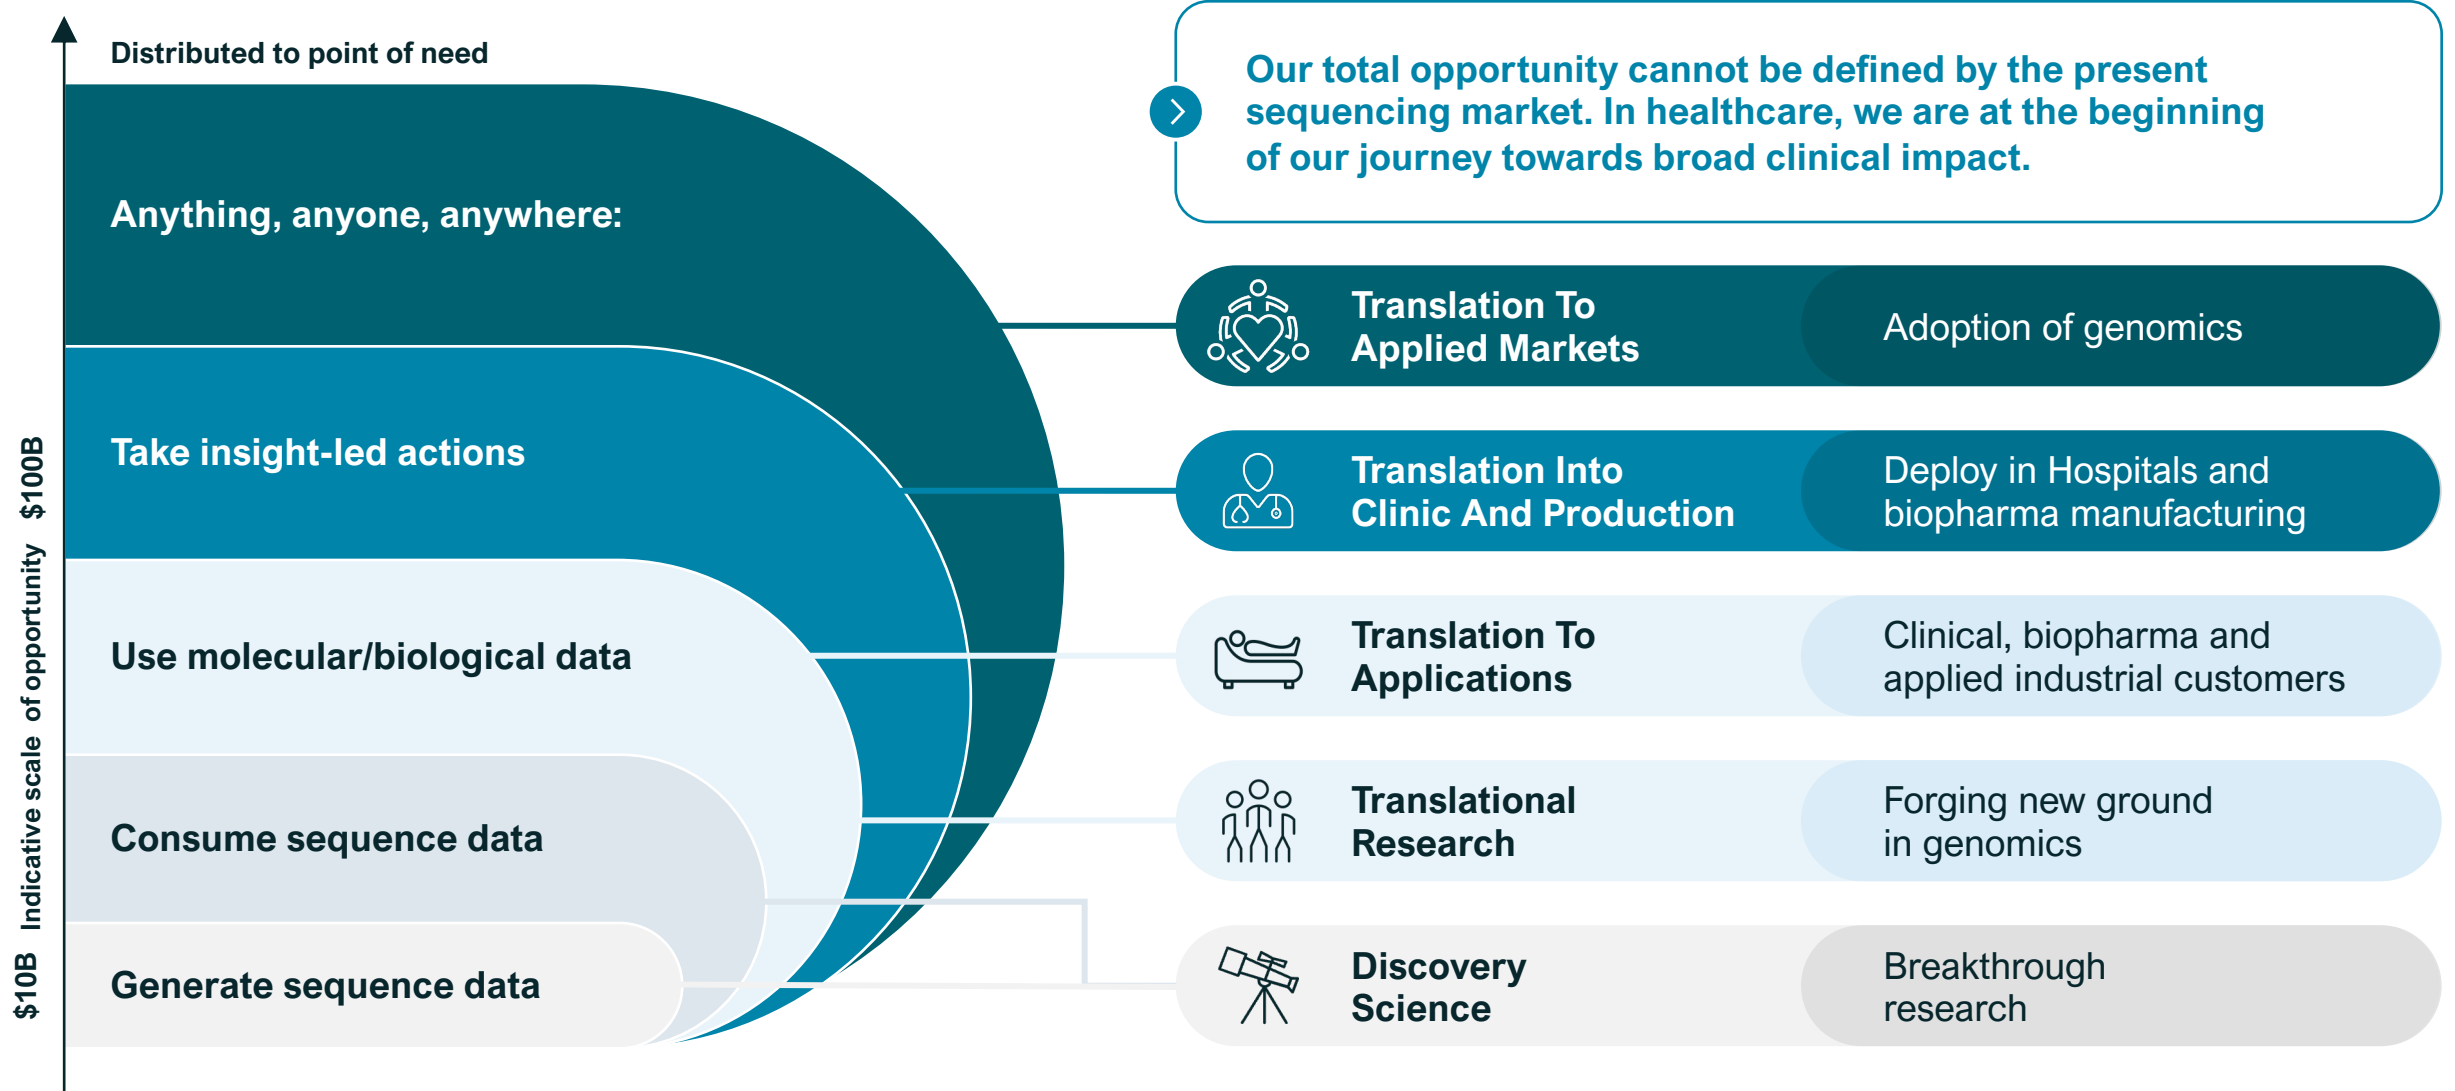 Distributed to point of need
Anything, anyone, anywhere:
Take insight-led actions
Use molecular/biological data
Consume sequence data
Generate sequence data
$10B Indicative scale of opportunity $100B
Our total opportunity cannot be defined by the present
sequencing market. In healthcare, we are at the beginning
of our journey towards broad clinical impact.
Translation To
Applied Markets
Adoption of genomics
Translation Into
Clinic And Production
Deploy in Hospitals and
biopharma manufacturing
Translation To
Applications
Clinical, biopharma and
applied industrial customers
Translational
Research
Forging new ground
in genomics
Discovery
Science
Breakthrough
research